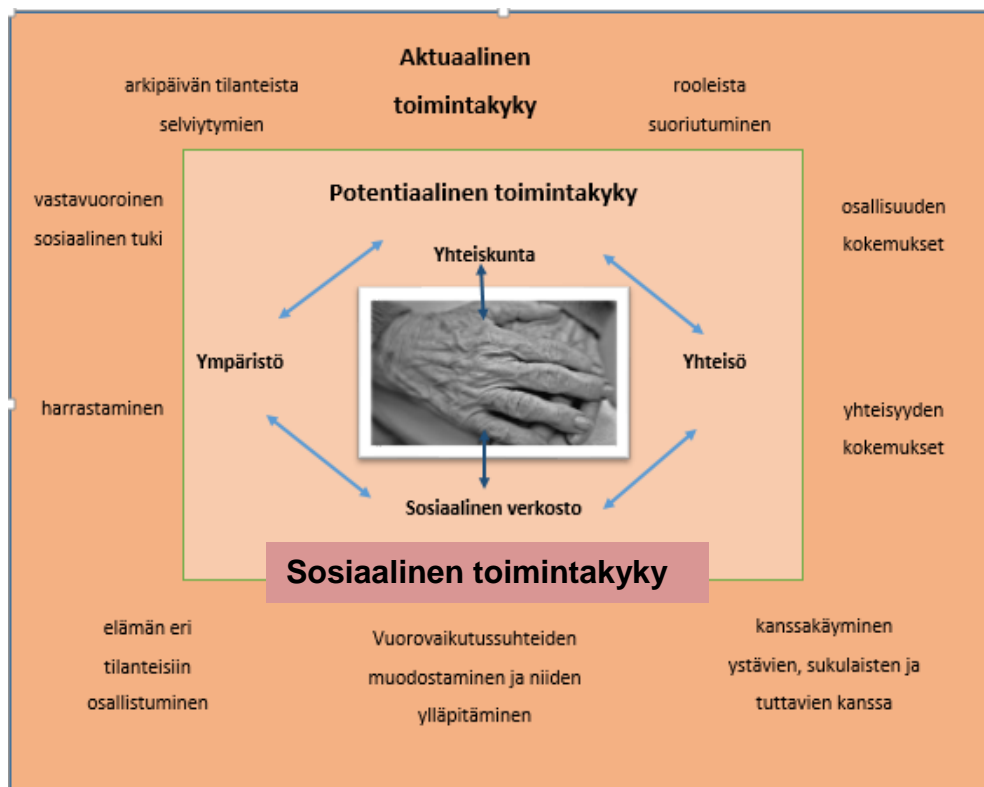 Aktuaalinen
toimintakyky
arkipäivän tilanteista
selviytymien
rooleista
suoriutuminen
vastavuoroinen
sosiaalinen tuki
Potentiaalinen toimintakyky
osallisuuden
kokemukset
Yhteiskunta
Ympäristö
Yhteisö
harrastaminen
yhteisyyden
kokemukset
Sosiaalinen verkosto
Sosiaalinen toimintakyky
elämän eri
tilanteisiin
osallistuminen
Vuorovaikutussuhteiden
muodostaminen ja niiden
ylläpitäminen
kanssakäyminen
ystävien, sukulaisten ja
tuttavien kanssa